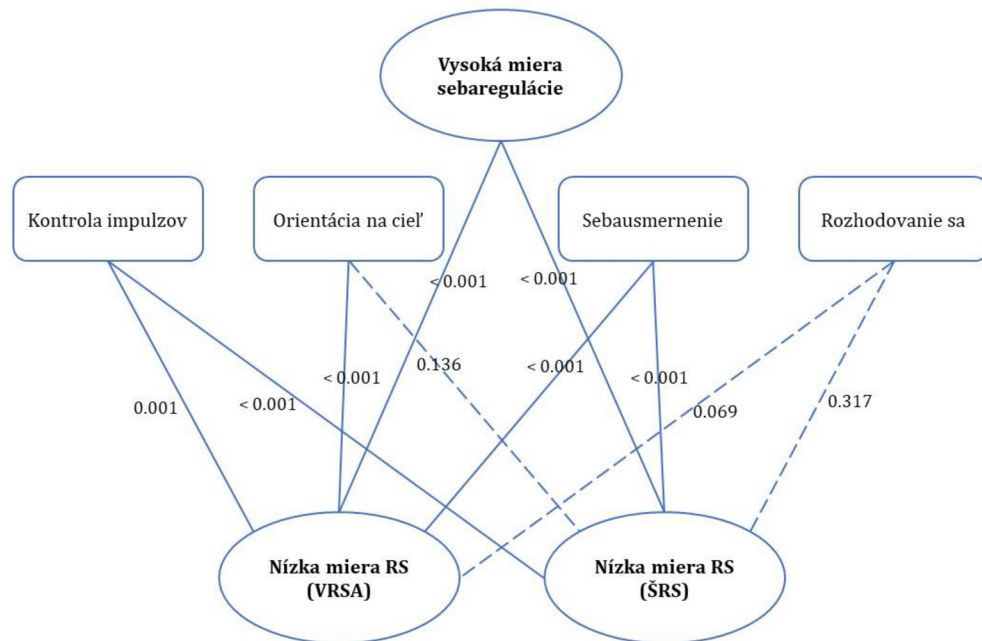 Vysoká miera
sebaregulácie
Kontrola impulzov
Orientácia na cieľ
Sebausmernenie
Rozhodovanie sa
< 0.001
< 0.001
0.136
< 0.001
< 0.001
< 0.001
0.001
< 0.001
0.069
0.317
Nízka miera RS
(VRSA)
Nízka miera RS
(ŠRS)